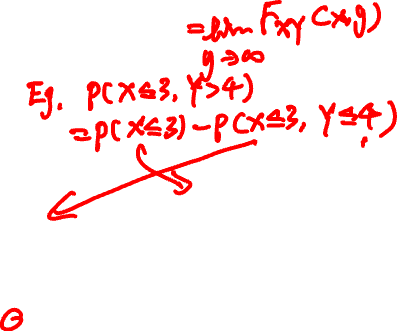 = lim F_XY (x, y)
y→∞
Eg. P(X≤3, Y>4)
= P(X≤3) - P(X≤3, Y≤4)